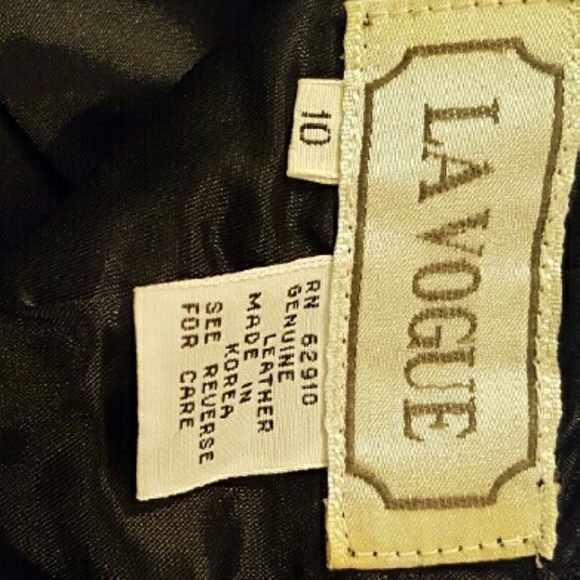 LA VOGUE
10
RN 62910
GENUINE
LEATHER
MADE IN
KOREA
SEE REVERSE
FOR CARE